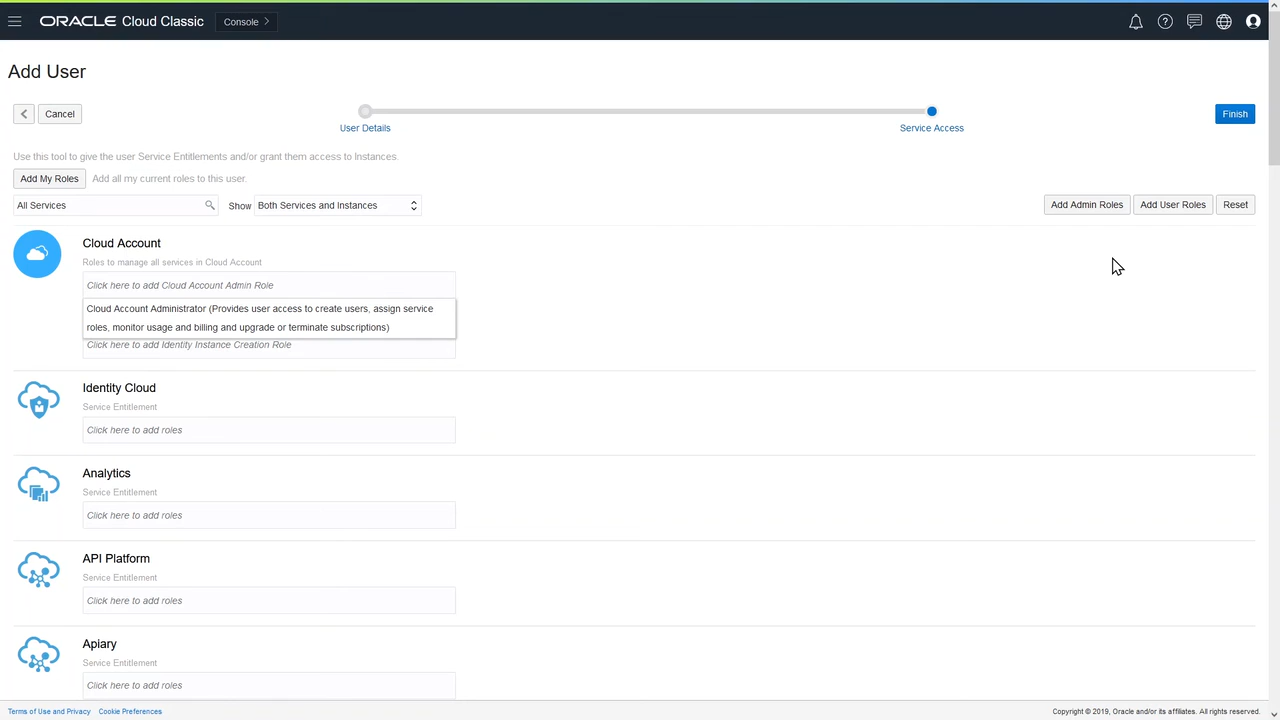 ORACLE Cloud Classic Console
Add User
Cancel
User Details
Service Access
Finish
Use this tool to give the user Service Entitlements and/or grant them access to Instances.
Add My Roles Add all my current roles to this user.
All Services Show Both Services and Instances Add Admin Roles Add User Roles Reset
Cloud Account
Roles to manage all services in Cloud Account
Click here to add Cloud Account Admin Role
Cloud Account Administrator (Provides user access to create users, assign service
roles, monitor usage and billing and upgrade or terminate subscriptions)
Click here to add Identity Instance Creation Role
Identity Cloud
Service Entitlement
Click here to add roles
Analytics
Service Entitlement
Click here to add roles
API Platform
Service Entitlement
Click here to add roles
Apiary
Service Entitlement
Click here to add roles
Terms of Use and Privacy Cookie Preferences Copyright © 2019, Oracle and/or its affiliates. All rights reserved.